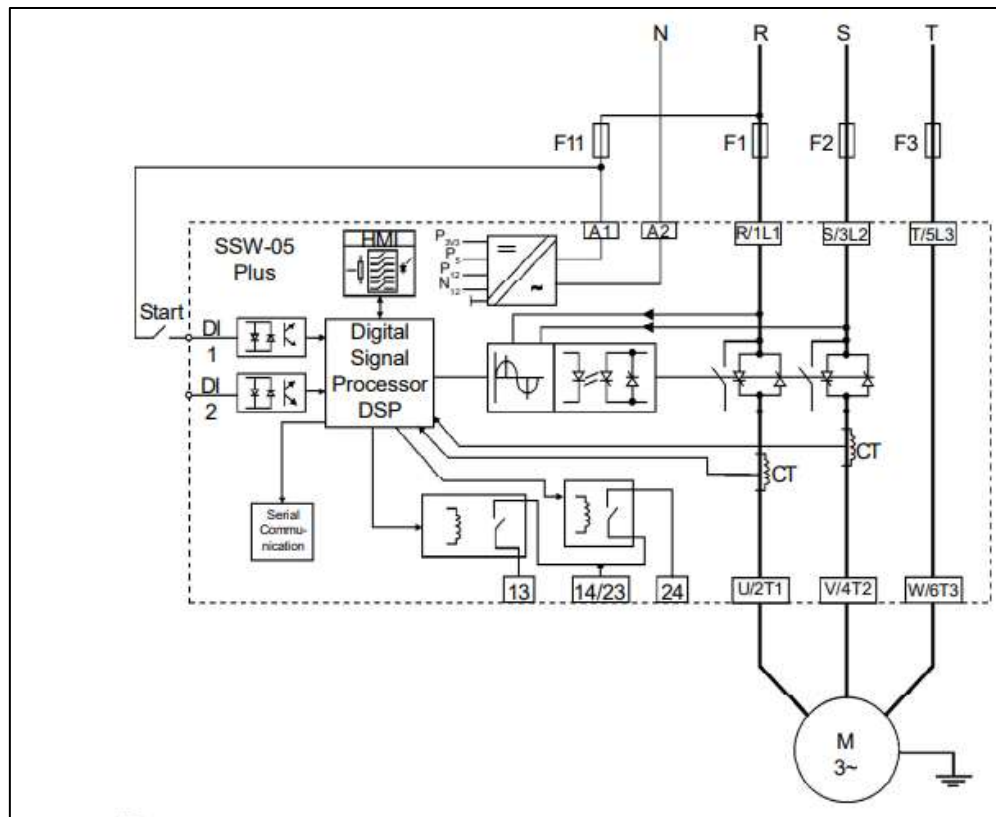 N R S T
F11 F1 F2 F3
A1 A2 R/1L1 S/3L2 T/5L3
SSW-05
Plus
HMI
P3V3
P5
P12
N12
=
~
Start
DI
1
DI
2
Digital
Signal
Processor
DSP
CT
CT
Serial
Commu-
nication
13 14/23 24 U/2T1 V/4T2 W/6T3
M
3~